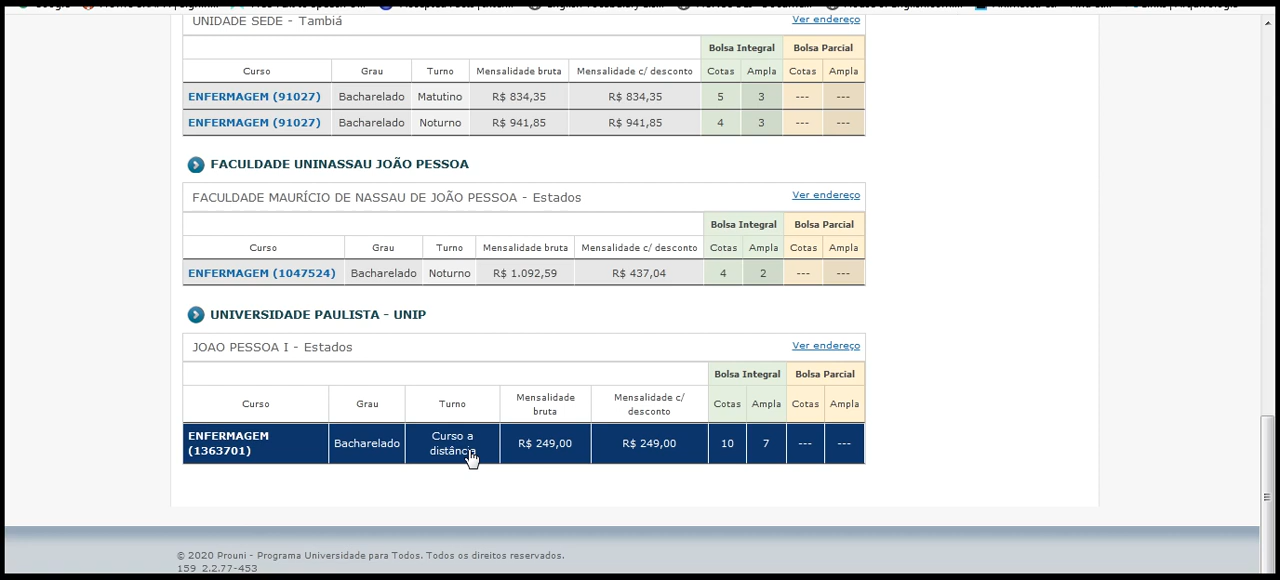 Google
UNIDADE SEDE - Tambiá
Ver endereço
Bolsa Integral Bolsa Parcial
Curso Grau Turno Mensalidade bruta Mensalidade c/ desconto Cotas Ampla Cotas Ampla
ENFERMAGEM (91027) Bacharelado Matutino R$ 834,35 R$ 834,35 5 3 --- ---
ENFERMAGEM (91027) Bacharelado Noturno R$ 941,85 R$ 941,85 4 3 --- ---
FACULDADE UNINASSAU JOÃO PESSOA
FACULDADE MAURÍCIO DE NASSAU DE JOÃO PESSOA - Estados
Ver endereço
Bolsa Integral Bolsa Parcial
Curso Grau Turno Mensalidade bruta Mensalidade c/ desconto Cotas Ampla Cotas Ampla
ENFERMAGEM (1047524) Bacharelado Noturno R$ 1.092,59 R$ 437,04 4 2 --- ---
UNIVERSIDADE PAULISTA - UNIP
JOAO PESSOA I - Estados
Ver endereço
Bolsa Integral Bolsa Parcial
Curso Grau Turno Mensalidade bruta Mensalidade c/ desconto Cotas Ampla Cotas Ampla
ENFERMAGEM (1363701) Bacharelado Curso a distância R$ 249,00 R$ 249,00 10 7 --- ---
© 2020 Prouni - Programa Universidade para Todos. Todos os direitos reservados.
159_2.2.77-453